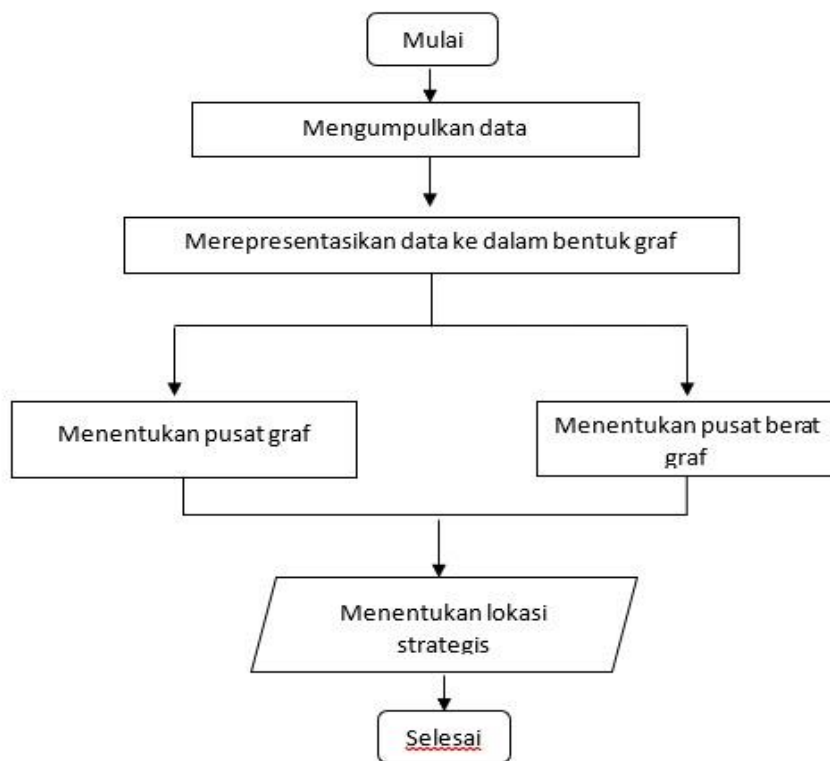 Mulai
Mengumpulkan data
Merepresentasikan data ke dalam bentuk graf
Menentukan pusat graf
Menentukan pusat berat
graf
Menentukan lokasi
strategis
Selesai